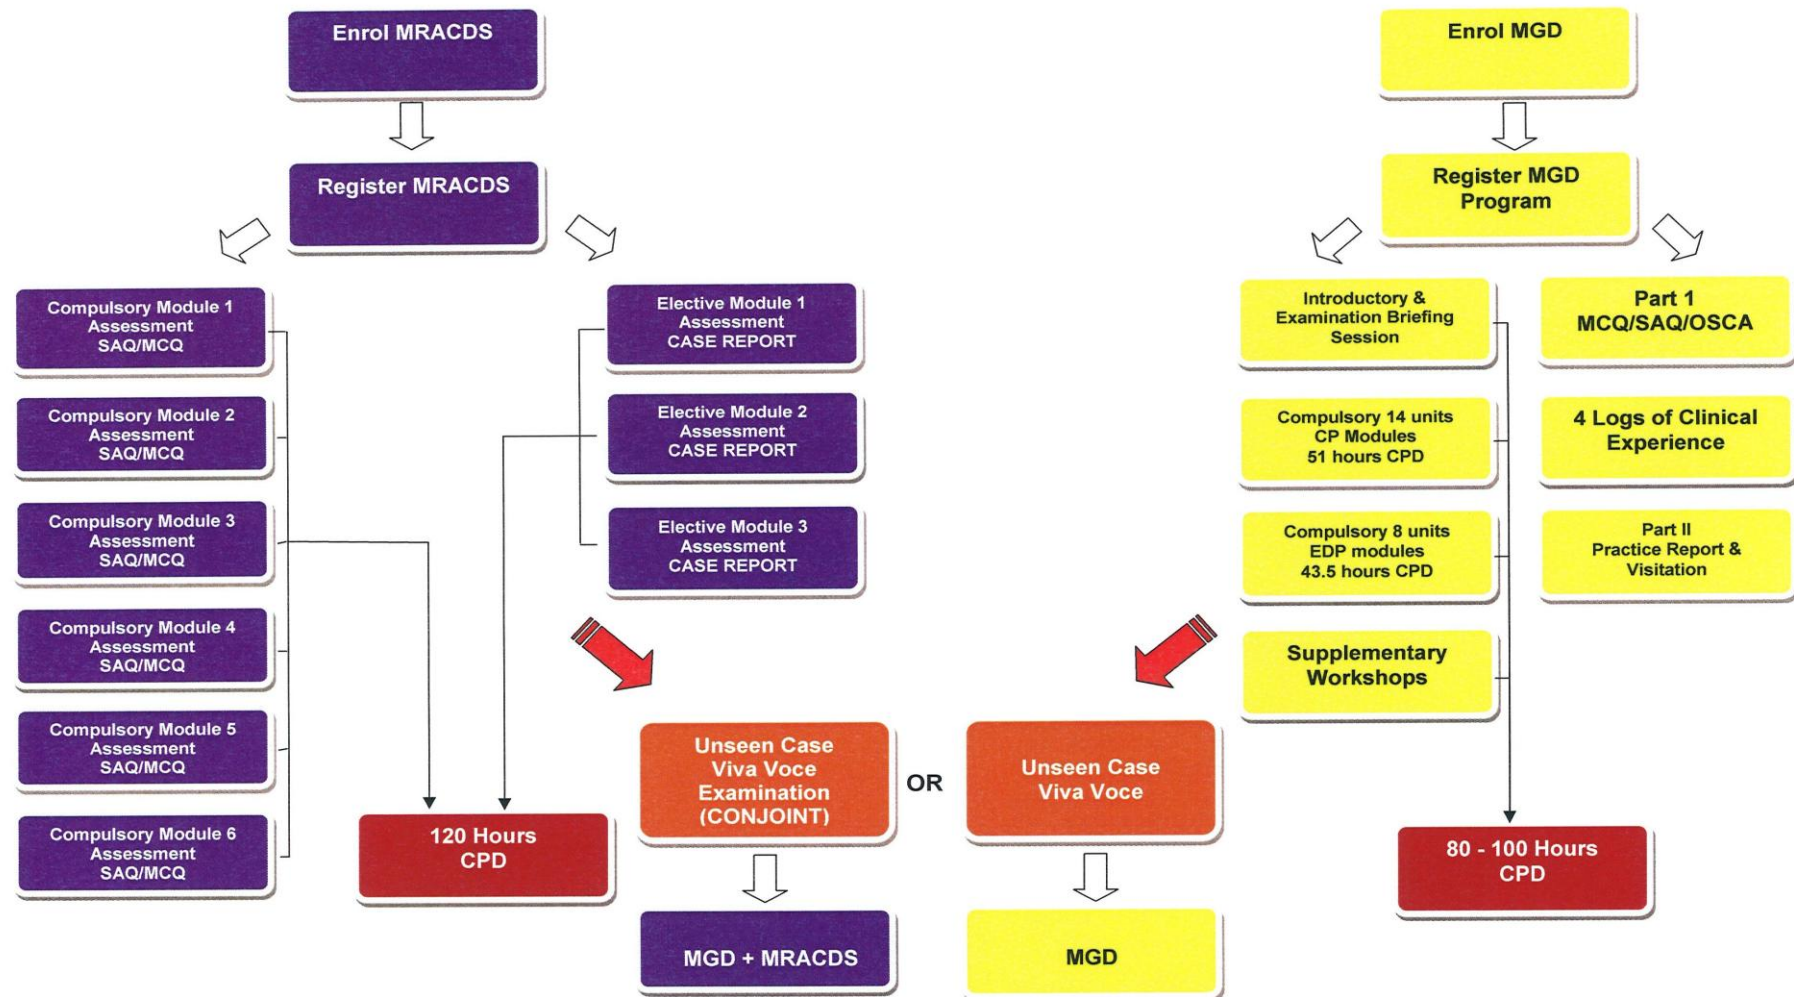 Enrol MRACDS
Register MRACDS
Compulsory Module 1
Assessment
SAQ/MCQ
Compulsory Module 2
Assessment
SAQ/MCQ
Compulsory Module 3
Assessment
SAQ/MCQ
Compulsory Module 4
Assessment
SAQ/MCQ
Compulsory Module 5
Assessment
SAQ/MCQ
Compulsory Module 6
Assessment
SAQ/MCQ
Elective Module 1
Assessment
CASE REPORT
Elective Module 2
Assessment
CASE REPORT
Elective Module 3
Assessment
CASE REPORT
120 Hours
CPD
Unseen Case
Viva Voce
Examination
(CONJOINT)
OR
Unseen Case
Viva Voce
MGD + MRACDS
MGD
Enrol MGD
Register MGD
Program
Introductory &
Examination Briefing
Session
Compulsory 14 units
CP Modules
51 hours CPD
Compulsory 8 units
EDP modules
43.5 hours CPD
Supplementary
Workshops
Part 1
MCQ/SAQ/OSCA
4 Logs of Clinical
Experience
Part II
Practice Report &
Visitation
80 - 100 Hours
CPD